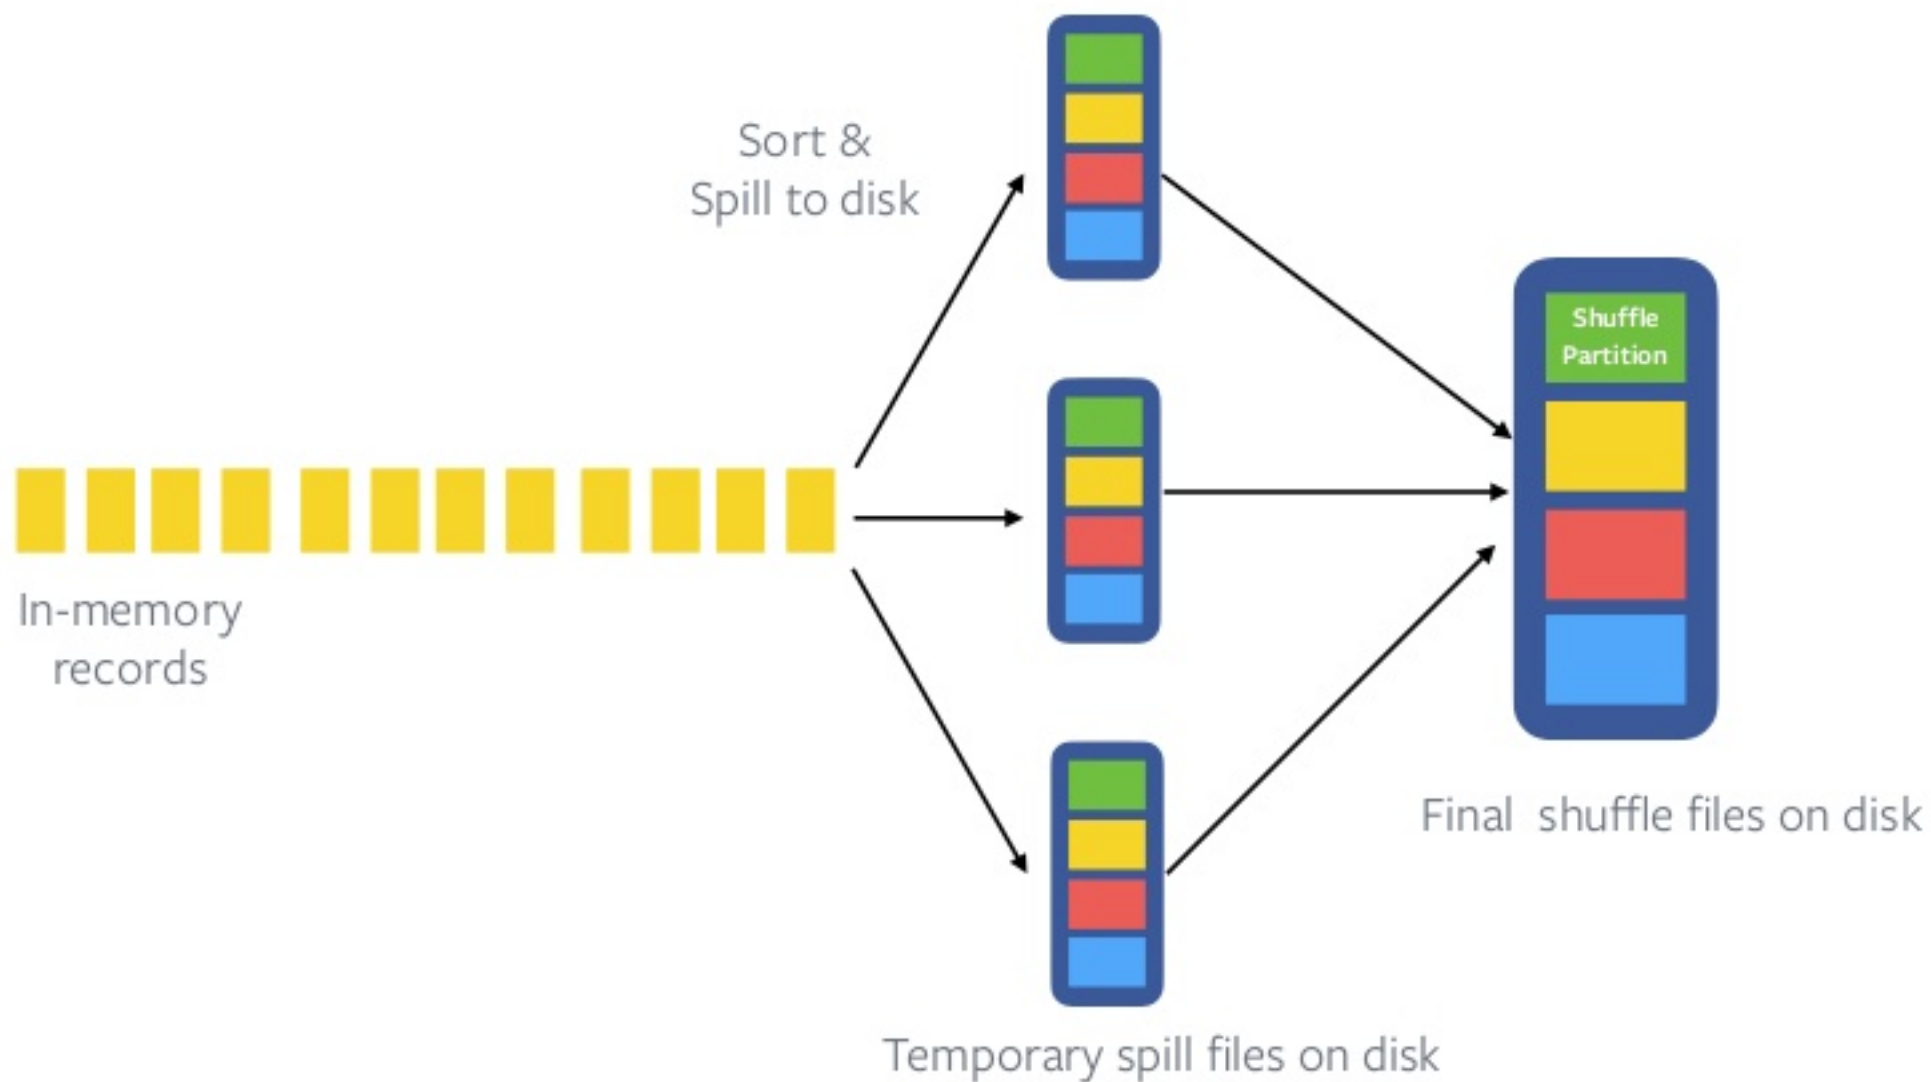 Sort &
Spill to disk
Shuffle
Partition
In-memory
records
Final shuffle files on disk
Temporary spill files on disk